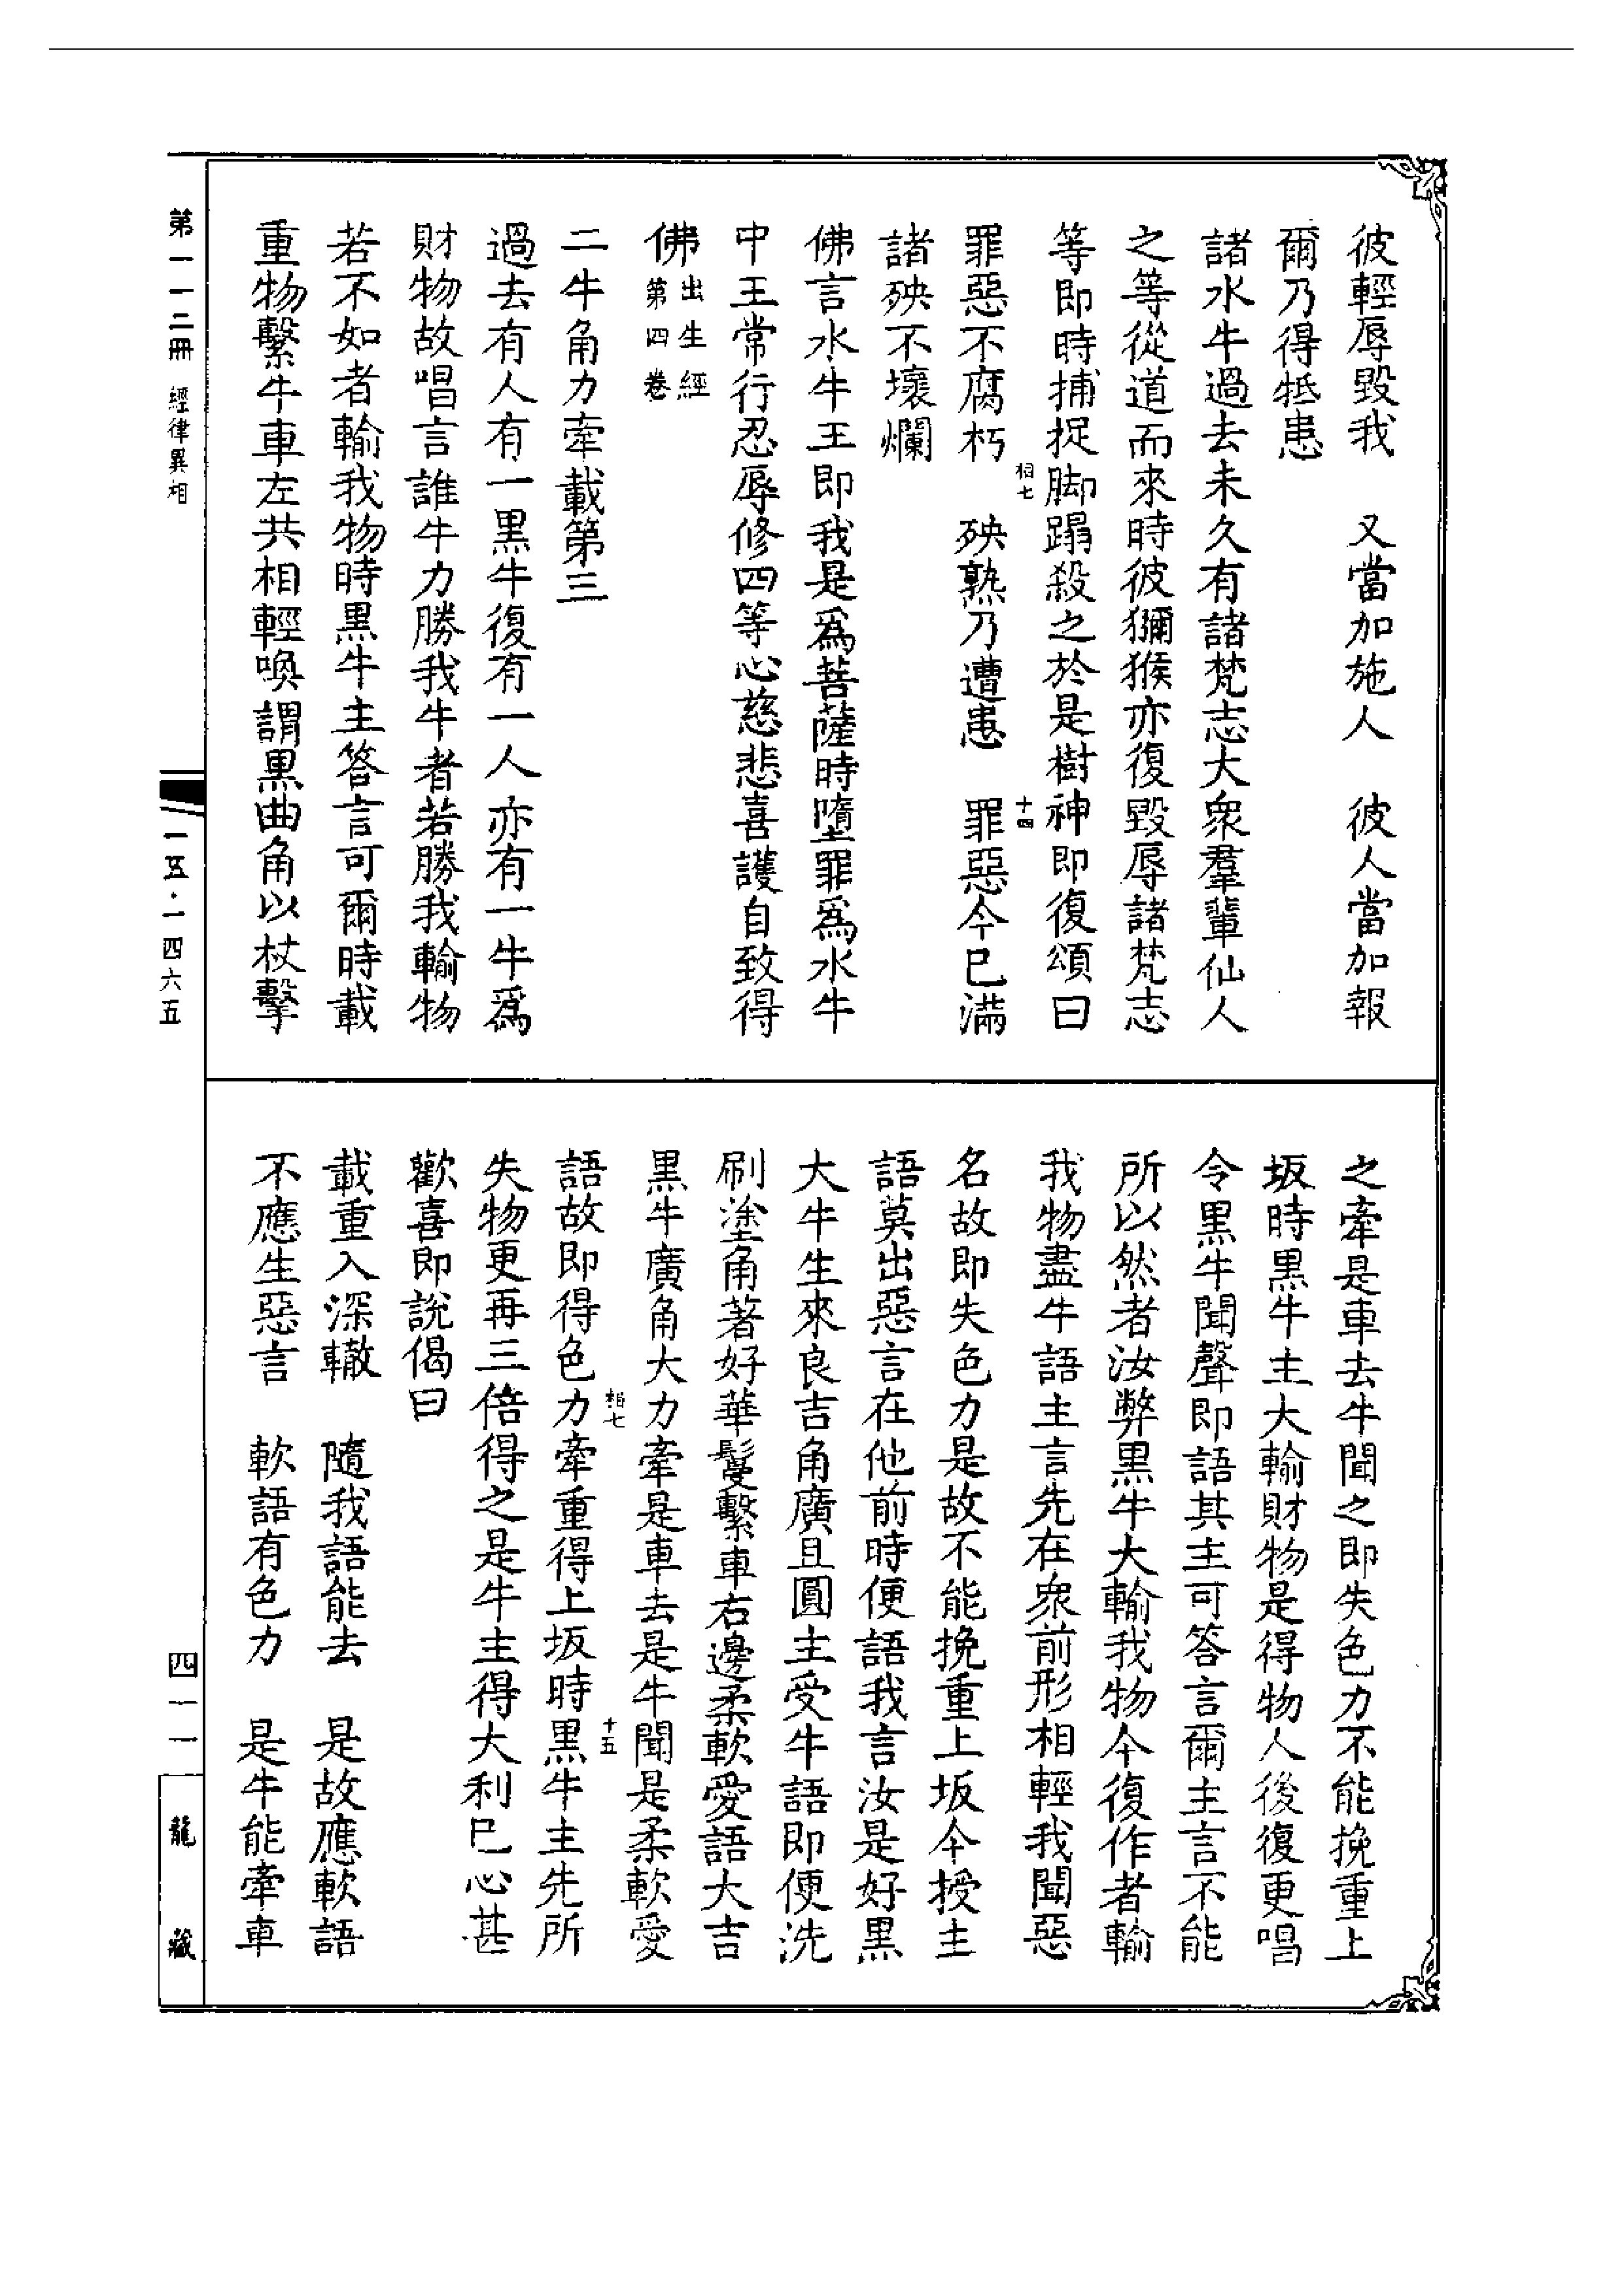 彼輕辱毀我　又當加施人　彼人當加報
爾乃得牴患
諸水牛過去未久有諸梵志大衆羣輩仙人
之等從道而來時彼獼猴亦復毀辱諸梵志
等即時捕捉脚蹋殺之於是樹神即復頌曰
相七
十四
罪惡不腐朽　殃熟乃遭患　罪惡今已滿
諸殃不壞爛
佛言水牛王即我是爲菩薩時墮罪爲水牛
中王常行忍辱修四等心慈悲喜護自致得
佛出生經第四卷
二牛角力牽載第三
過去有人有一黑牛復有一人亦有一牛爲
財物故唱言誰牛力勝我牛者若勝我輸物
若不如者輸我物時黑牛主答言可爾時載
重物繫牛車左共相輕喚謂黑曲角以杖擊
之牽是車去牛聞之即失色力不能挽重上
坂時黑牛主大輸財物是得物人後復更唱
令黑牛聞聲即語其主可答言爾主言不能
所以然者汝弊黑牛大輸我物今復作者輸
我物盡牛語主言先在衆前形相輕我聞惡
名故即失色力是故不能挽重上坂今授主
語莫出惡言在他前時便語我言汝是好黑
大牛生來良吉角廣且圓主受牛語即便洗
刷塗角著好華鬘繫車右邊柔軟愛語大吉
黑牛廣角大力牽是車去是牛聞是柔軟愛
相七
十五
語故即得色力牽重得上坂時黑牛主先所
失物更再三倍得之是牛主得大利已心甚
歡喜即說偈曰
載重入深轍　隨我語能去　是故應軟語
不應生惡言　軟語有色力　是牛能牽車
第一一二冊　經律異相
一五·一四六五
四一一
龍藏